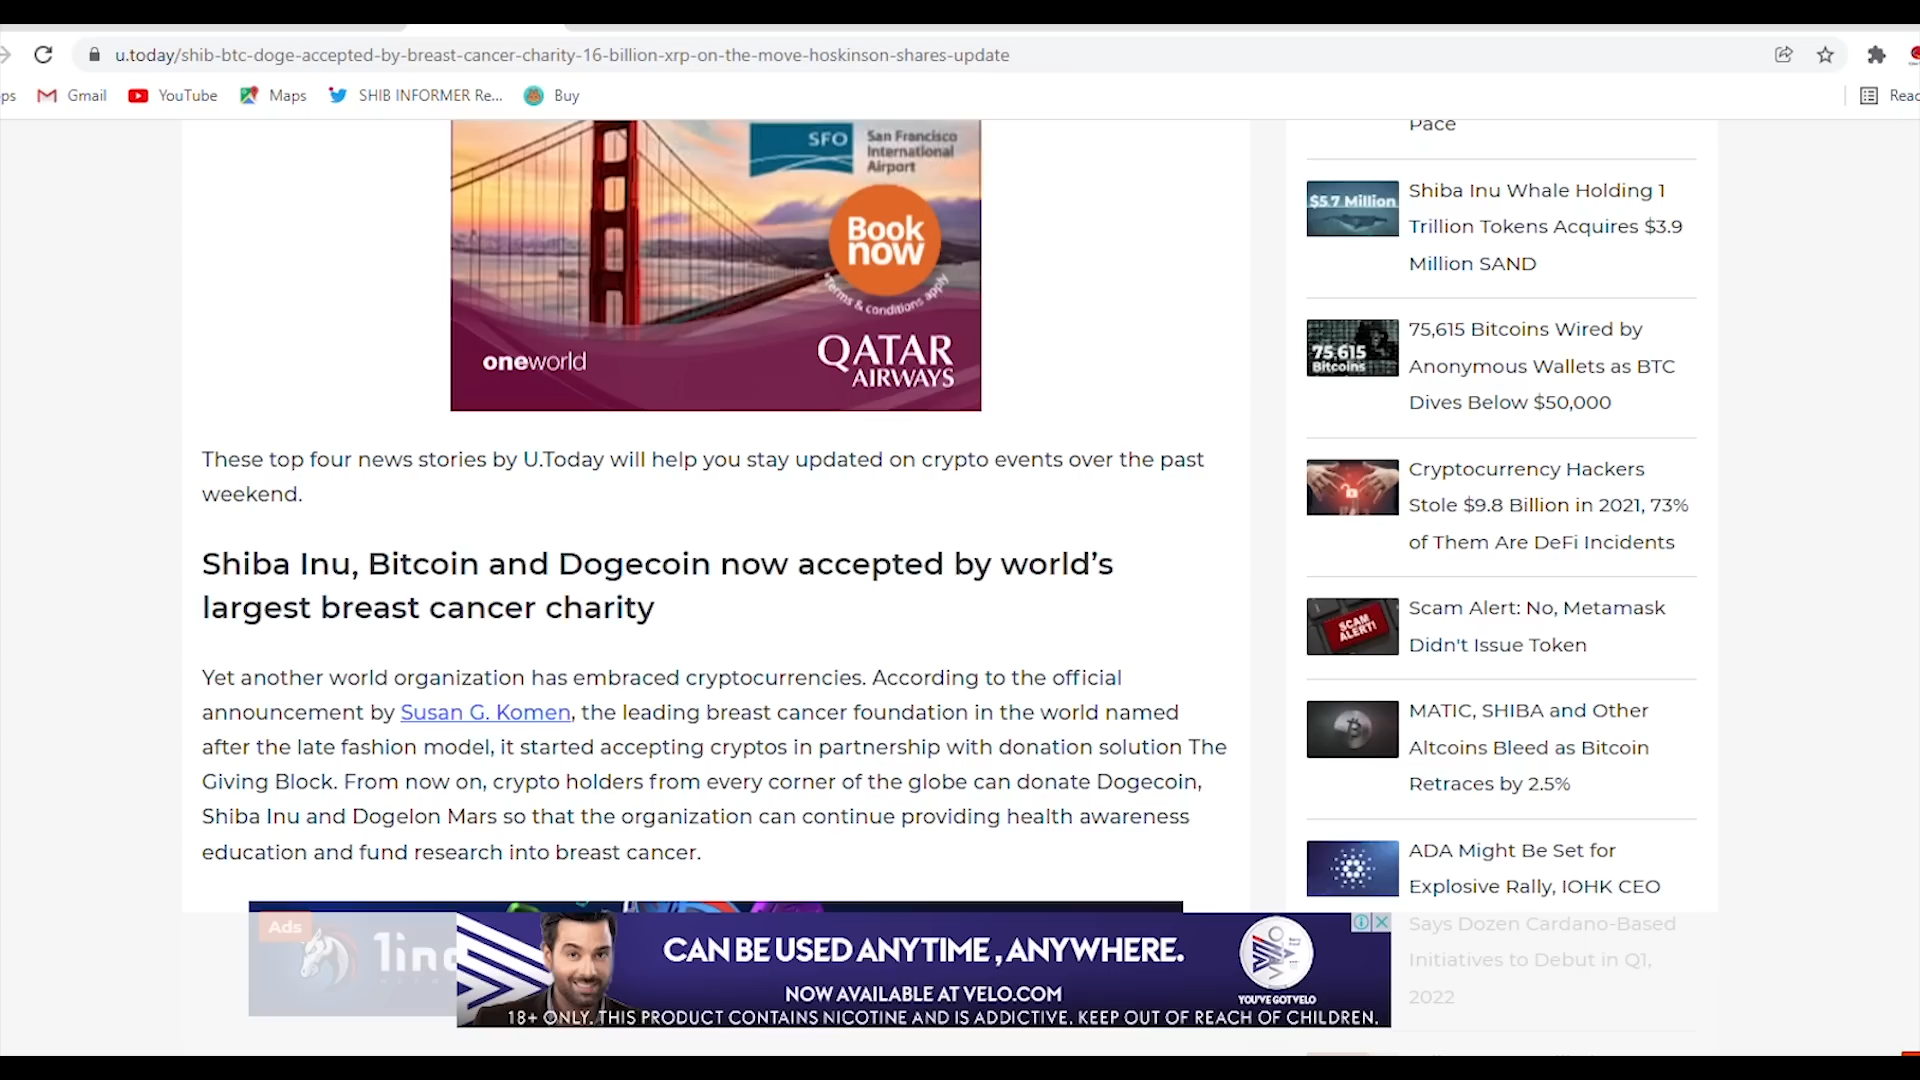 u.today/shib-btc-doge-accepted-by-breast-cancer-charity-16-billion-xrp-on-the-move-hoskinson-shares-update
ps Gmail YouTube Maps SHIB INFORMER Re... Buy Reac
SFO San Francisco
International
Airport
Book
now
*Terms & conditions apply
oneworld
QATAR
AIRWAYS
These top four news stories by U.Today will help you stay updated on crypto events over the past
weekend.
Shiba Inu, Bitcoin and Dogecoin now accepted by world’s
largest breast cancer charity
Yet another world organization has embraced cryptocurrencies. According to the official
announcement by Susan G. Komen, the leading breast cancer foundation in the world named
after the late fashion model, it started accepting cryptos in partnership with donation solution The
Giving Block. From now on, crypto holders from every corner of the globe can donate Dogecoin,
Shiba Inu and Dogelon Mars so that the organization can continue providing health awareness
education and fund research into breast cancer.
Ads
1inc
CAN BE USED ANYTIME, ANYWHERE.
NOW AVAILABLE AT VELO.COM
18+ ONLY. THIS PRODUCT CONTAINS NICOTINE AND IS ADDICTIVE. KEEP OUT OF REACH OF CHILDREN.
YOU'VE GOT VELO
Pace
$5.7 Million
Shiba Inu Whale Holding 1
Trillion Tokens Acquires $3.9
Million SAND
75,615
Bitcoins
75,615 Bitcoins Wired by
Anonymous Wallets as BTC
Dives Below $50,000
Cryptocurrency Hackers
Stole $9.8 Billion in 2021, 73%
of Them Are DeFi Incidents
SCAM
ALERT!
Scam Alert: No, Metamask
Didn't Issue Token
MATIC, SHIBA and Other
Altcoins Bleed as Bitcoin
Retraces by 2.5%
ADA Might Be Set for
Explosive Rally, IOHK CEO
Says Dozen Cardano-Based
Initiatives to Debut in Q1,
2022